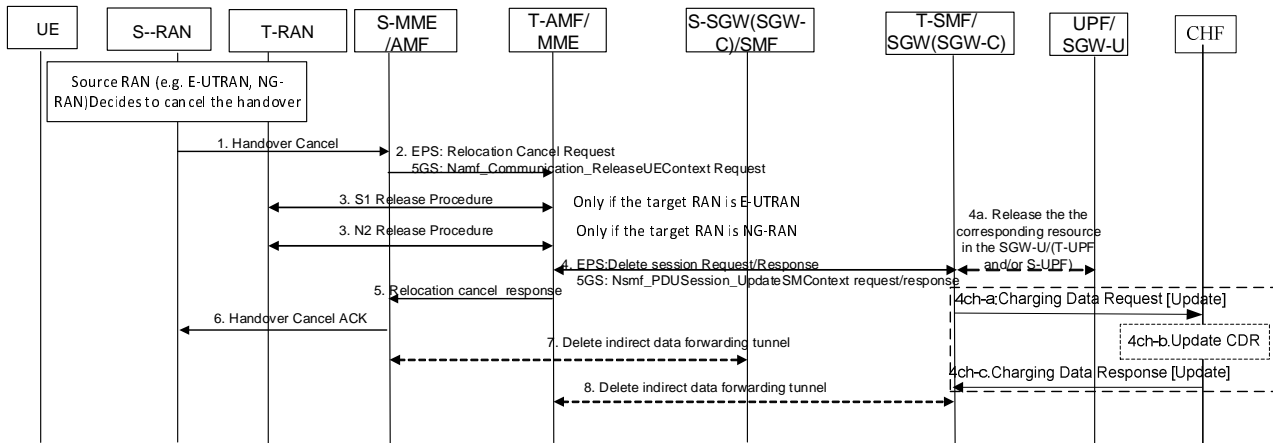 UE
S--RAN
T-RAN
S-MME
/AMF
T-AMF/
MME
S-SGW(SGW-
C)/SMF
T-SMF/
SGW(SGW-C)
UPF/
SGW-U
CHF
Source RAN (e.g. E-UTRAN, NG-
RAN)Decides to cancel the handover
1. Handover Cancel
2. EPS: Relocation Cancel Request
5GS: Namf_Communication_ReleaseUEContext Request
3. S1 Release Procedure
Only if the target RAN is E-UTRAN
3. N2 Release Procedure
Only if the target RAN is NG-RAN
4a. Release the the
corresponding resource
in the SGW-U/(T-UPF
and/or S-UPF)
4. EPS:Delete session Request/Response
5GS: Nsmf_PDUSession_UpdateSMContext request/response
5. Relocation cancel response
4ch-a:Charging Data Request [Update]
6. Handover Cancel ACK
4ch-b.Update CDR
7. Delete indirect data forwarding tunnel
4ch-c.Charging Data Response [Update]
8. Delete indirect data forwarding tunnel